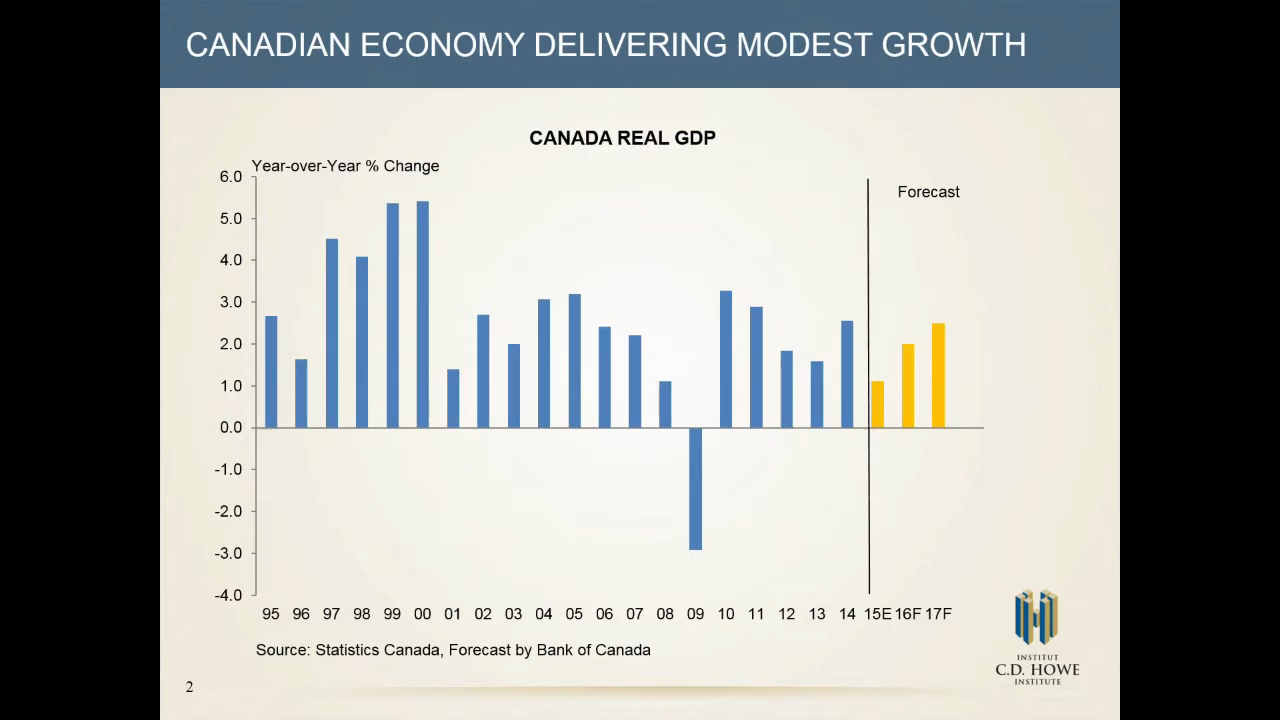 CANADIAN ECONOMY DELIVERING MODEST GROWTH
CANADA REAL GDP
Year-over-Year % Change
6.0
5.0
4.0
3.0
2.0
1.0
0.0
-1.0
-2.0
-3.0
-4.0
Forecast
95 96 97 98 99 00 01 02 03 04 05 06 07 08 09 10 11 12 13 14 15E 16F 17F
Source: Statistics Canada, Forecast by Bank of Canada
INSTITUT
C.D. HOWE
INSTITUTE
2